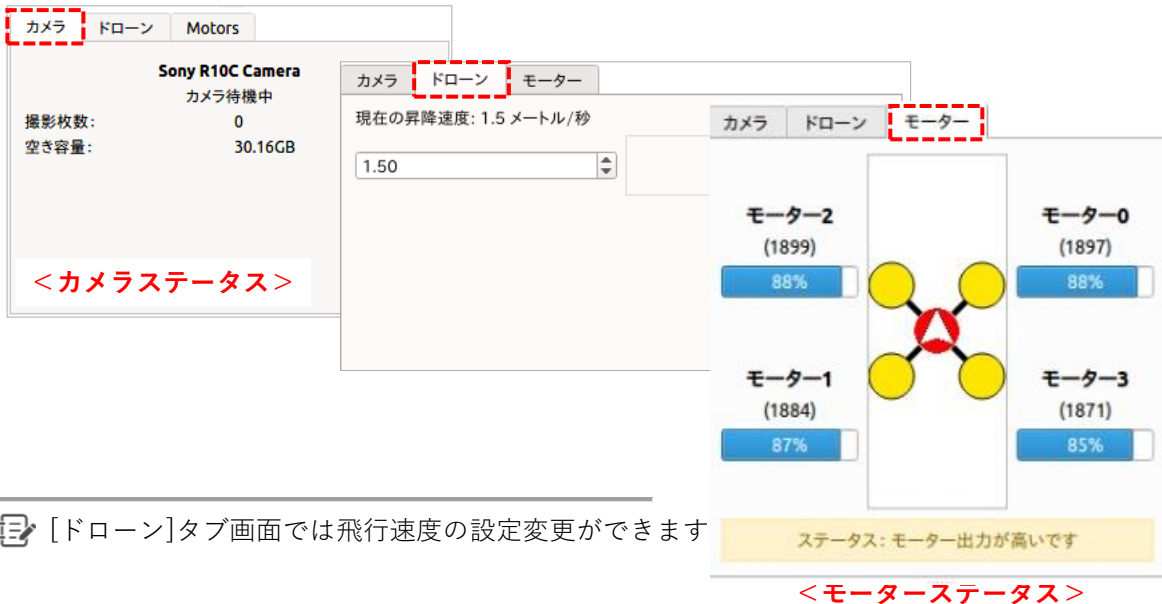 カメラ ドローン Motors
Sony R10C Camera
カメラ待機中
撮影枚数: 0
空き容量: 30.16GB
＜カメラステータス＞
カメラ ドローン モーター
現在の昇降速度: 1.5 メートル/秒
1.50
カメラ ドローン モーター
モーター2 モーター0
(1899) (1897)
88% 88%
モーター1 モーター3
(1884) (1871)
87% 85%
ステータス: モーター出力が高いです
＜モーターステータス＞
[ドローン]タブ画面では飛行速度の設定変更ができます